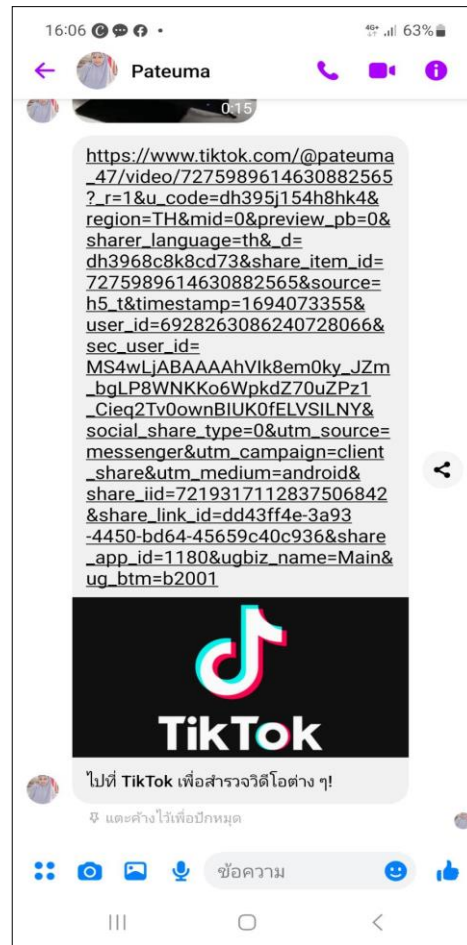 16:06
4G+
63%
Pateuma
0:15
https://www.tiktok.com/@pateuma
_47/video/7275989614630882565
?_r=1&u_code=dh395j154h8hk4&
region=TH&mid=0&preview_pb=0&
sharer_language=th&_d=
dh3968c8k8cd73&share_item_id=
7275989614630882565&source=
h5_t&timestamp=1694073355&
user_id=6928263086240728066&
sec_user_id=
MS4wLjABAAAAhVIk8em0ky_JZm
_bgLP8WNKKo6WpkdZ70uZPz1
_Cieq2Tv0ownBIUK0fELVSILNY&
social_share_type=0&utm_source=
messenger&utm_campaign=client
_share&utm_medium=android&
share_iid=7219317112837506842
&share_link_id=dd43ff4e-3a93
-4450-bd64-45659c40c936&share
_app_id=1180&ugbiz_name=Main&
ug_btm=b2001
TikTok
ไปที่ TikTok เพื่อสำรวจวิดีโอต่าง ๆ!
แตะค้างไว้เพื่อปักหมุด
ข้อความ